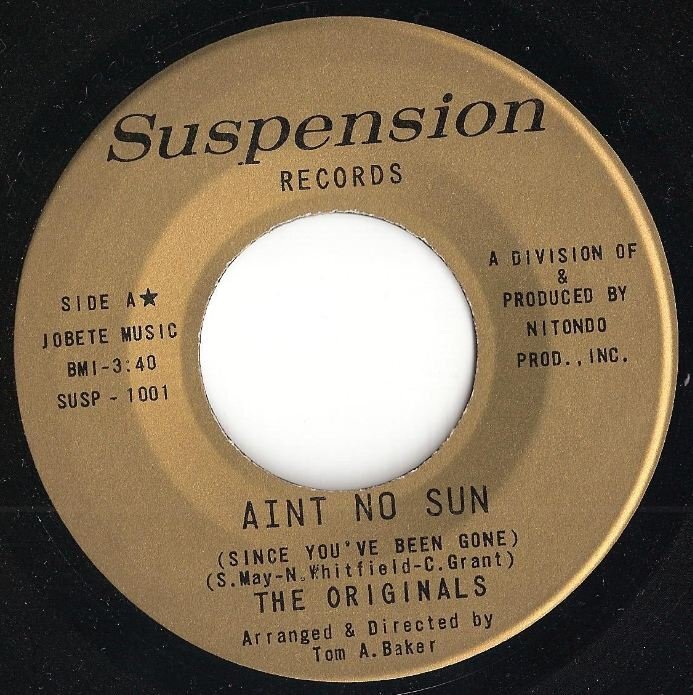 Suspension
RECORDS
SIDE A★
JOBETE MUSIC
BMI-3:40
SUSP - 1001
A DIVISION OF
&
PRODUCED BY
NITONDO
PROD., INC.
AINT NO SUN
(SINCE YOU'VE BEEN GONE)
(S.May-N.Whitfield-C.Grant)
THE ORIGINALS
Arranged & Directed by
Tom A.Baker